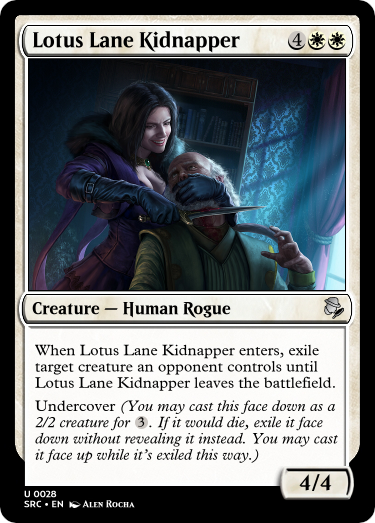 Lotus Lane Kidnapper 4
Creature — Human Rogue
When Lotus Lane Kidnapper enters, exile
target creature an opponent controls until
Lotus Lane Kidnapper leaves the battlefield.
Undercover (You may cast this face down as a
2/2 creature for 3. If it would die, exile it face
down without revealing it instead. You may cast
it face up while it's exiled this way.)
4/4
U 0028
SRC • EN Alen Rocha